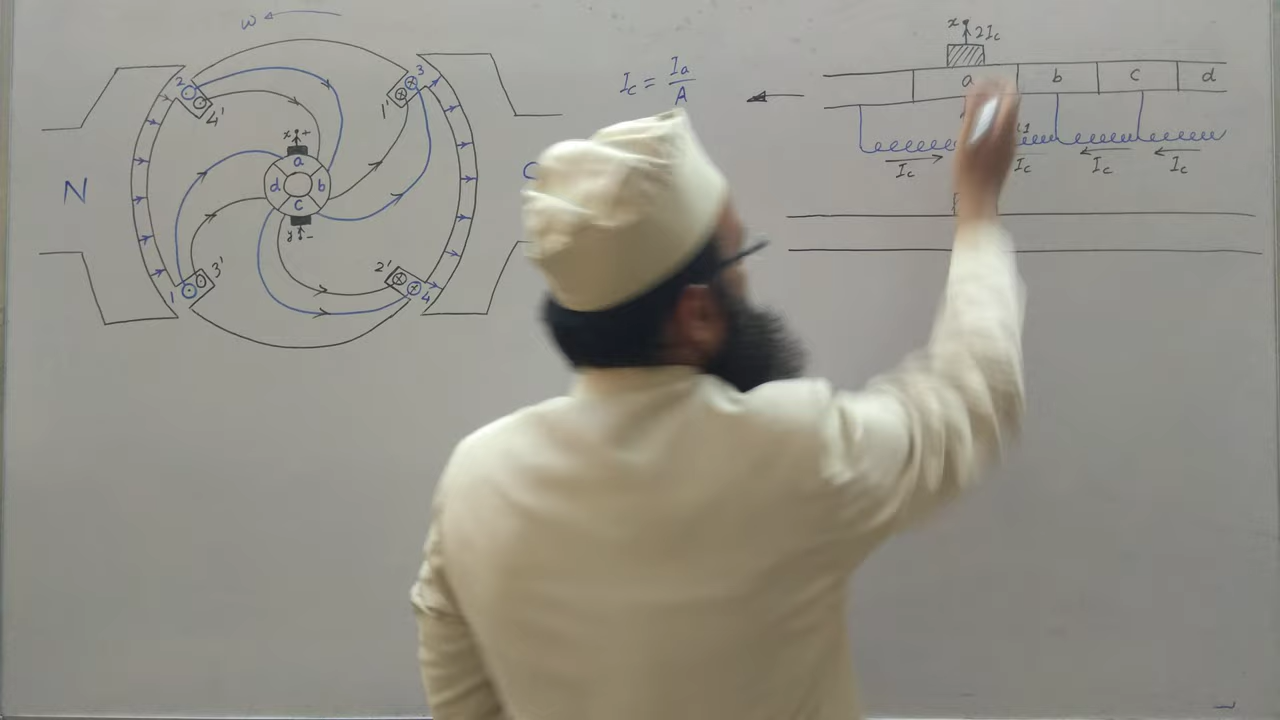 ω
2
4'
3
1'
x +
a
d
b
c
y -
N
1
3'
2'
4
I_c = I_a / A
x
2I_c
a
b
c
d
I_c
I_c
I_c
I_c